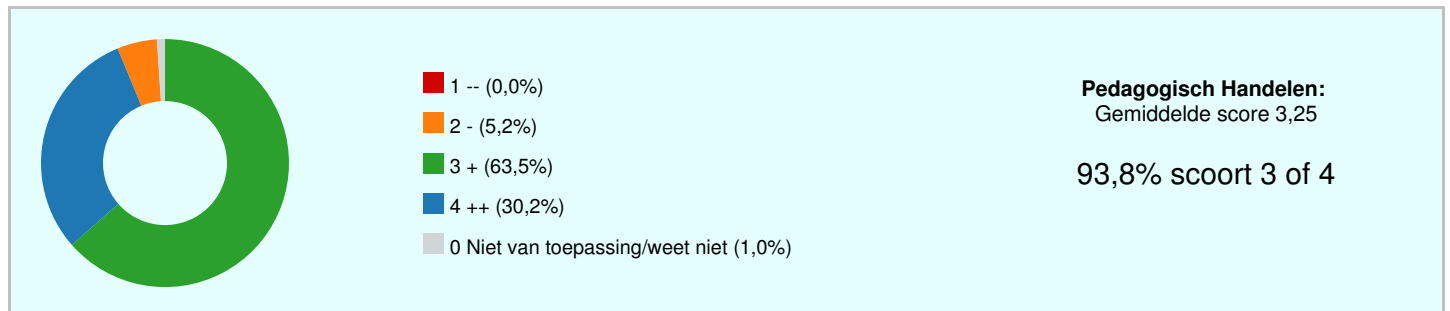 1 -- (0,0%)
2 - (5,2%)
3 + (63,5%)
4 ++ (30,2%)
0 Niet van toepassing/weet niet (1,0%)
Pedagogisch Handelen:
Gemiddelde score 3,25
93,8% scoort 3 of 4